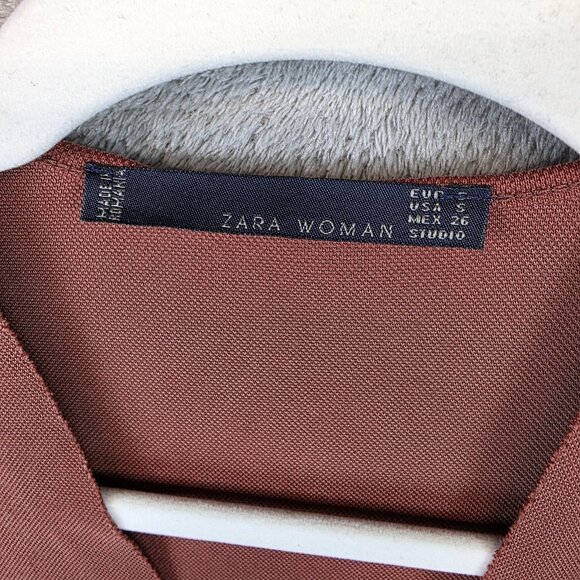 MADE IN
ROMANIA
ZARA WOMAN
EUR S
USA S
MEX 26
STUDIO